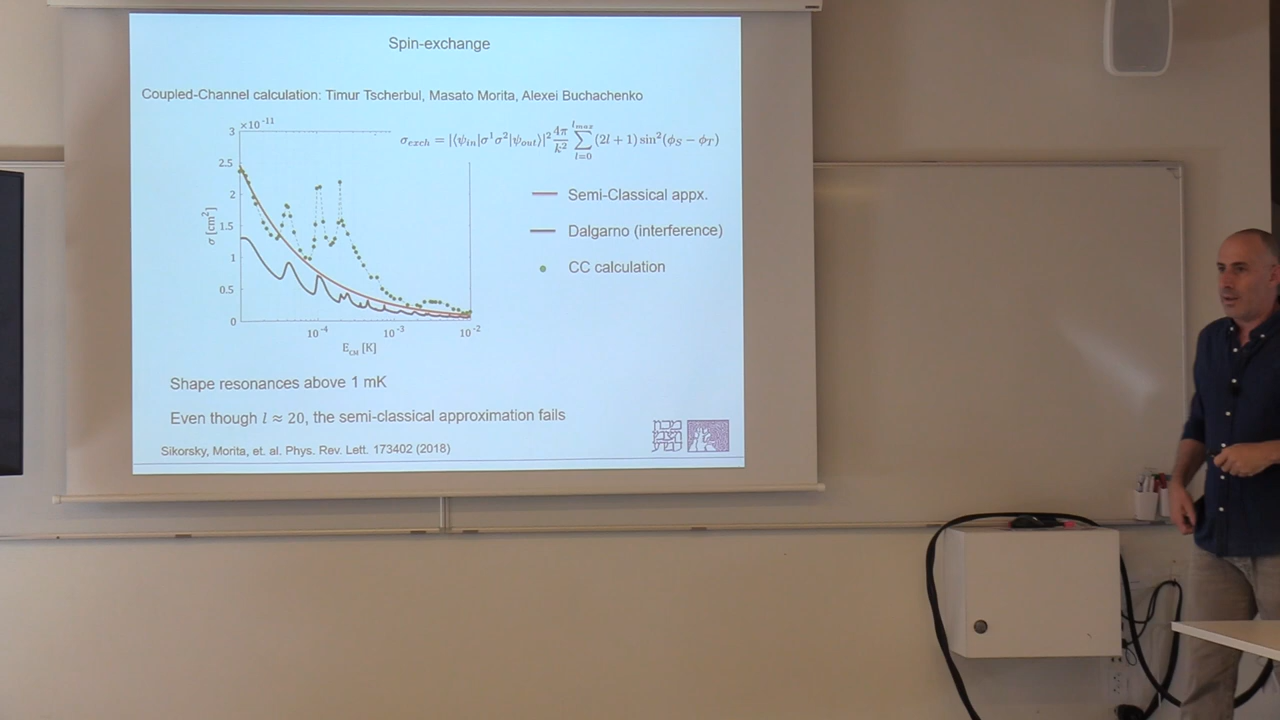 Spin-exchange
Coupled-Channel calculation: Timur Tscherbul, Masato Morita, Alexei Buchachenko
×10⁻¹¹
σ_exch = |⟨ψ_in|σ¹σ²|ψ_out⟩|² 4π/k² ∑_{l=0}^{l_max} (2l + 1) sin²(ϕ_S − ϕ_T)
3
2.5
2
1.5
1
0.5
0
σ [cm²]
10⁻⁴
10⁻³
10⁻²
E_CM [K]
Semi-Classical appx.
Dalgarno (interference)
CC calculation
Shape resonances above 1 mK
Even though l ≈ 20, the semi-classical approximation fails
Sikorsky, Morita, et. al. Phys. Rev. Lett. 173402 (2018)